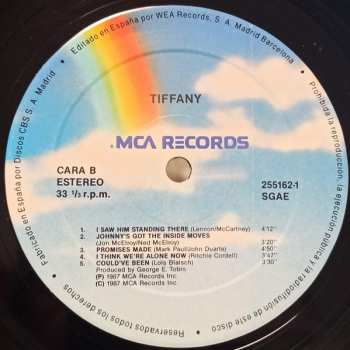 Editado en España por WEA Records, S. A. Madrid Barcelona
TIFFANY
MCA RECORDS
CARA B
ESTEREO
33 ⅓ r.p.m.
255162-1
SGAE
1. I SAW HIM STANDING THERE (Lennon/McCartney) 4'12"
2. JOHNNY'S GOT THE INSIDE MOVES
(Jon McElroy/Ned McElroy) 3'20"
3. PROMISES MADE (Mark Paul/John Duarte) 4'50"
4. I THINK WE'RE ALONE NOW (Ritchie Cordell) 3'47"
5. COULD'VE BEEN (Lois Blaisch) 3'30"
Produced by George E. Tobin
(P) 1987 MCA Records Inc.
(C) 1987 MCA Records Inc.
Fabricado en España por Discos CBS S. A. Madrid
Prohibida la reproducción, la ejecución pública y la radiodifusión de este disco
Reservados todos los derechos